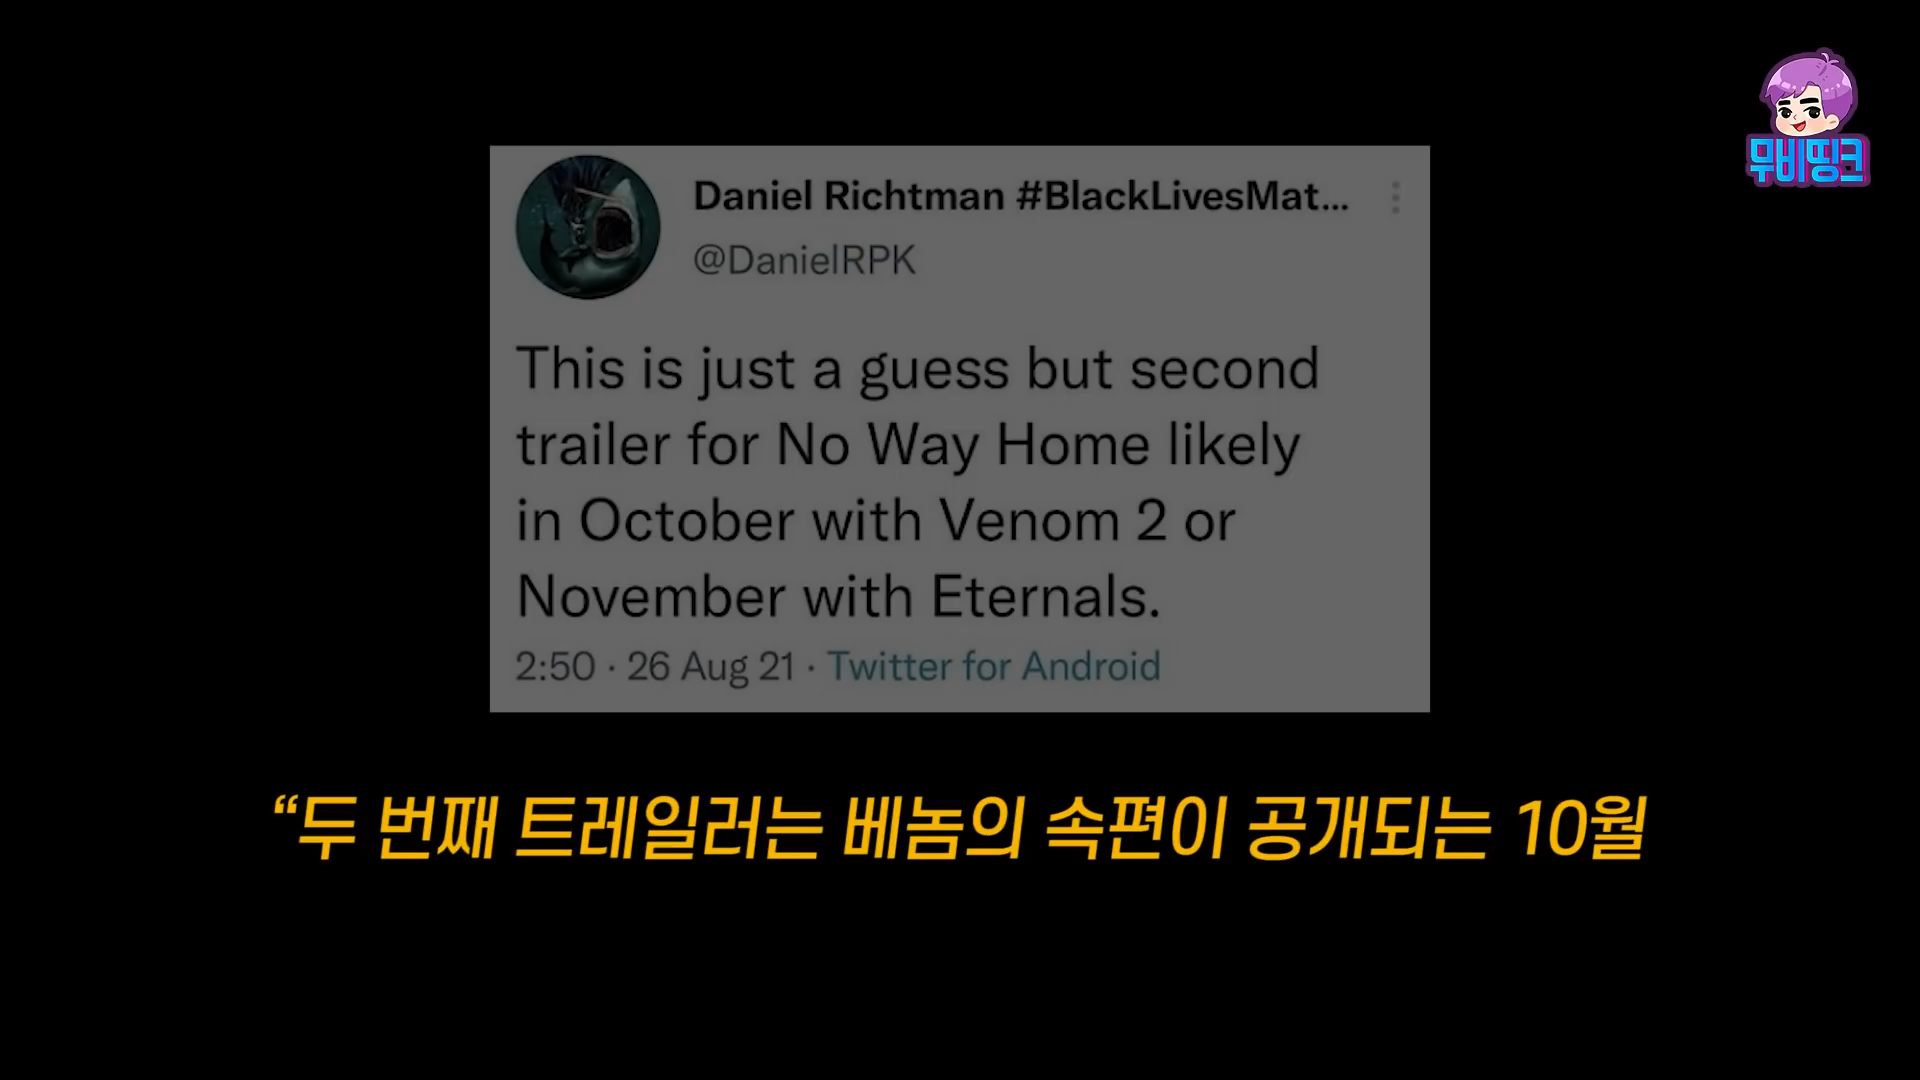 무비띵크
Daniel Richtman #BlackLivesMat...
@DanielRPK
This is just a guess but second
trailer for No Way Home likely
in October with Venom 2 or
November with Eternals.
2:50 · 26 Aug 21 · Twitter for Android
“두 번째 트레일러는 베놈의 속편이 공개되는 10월